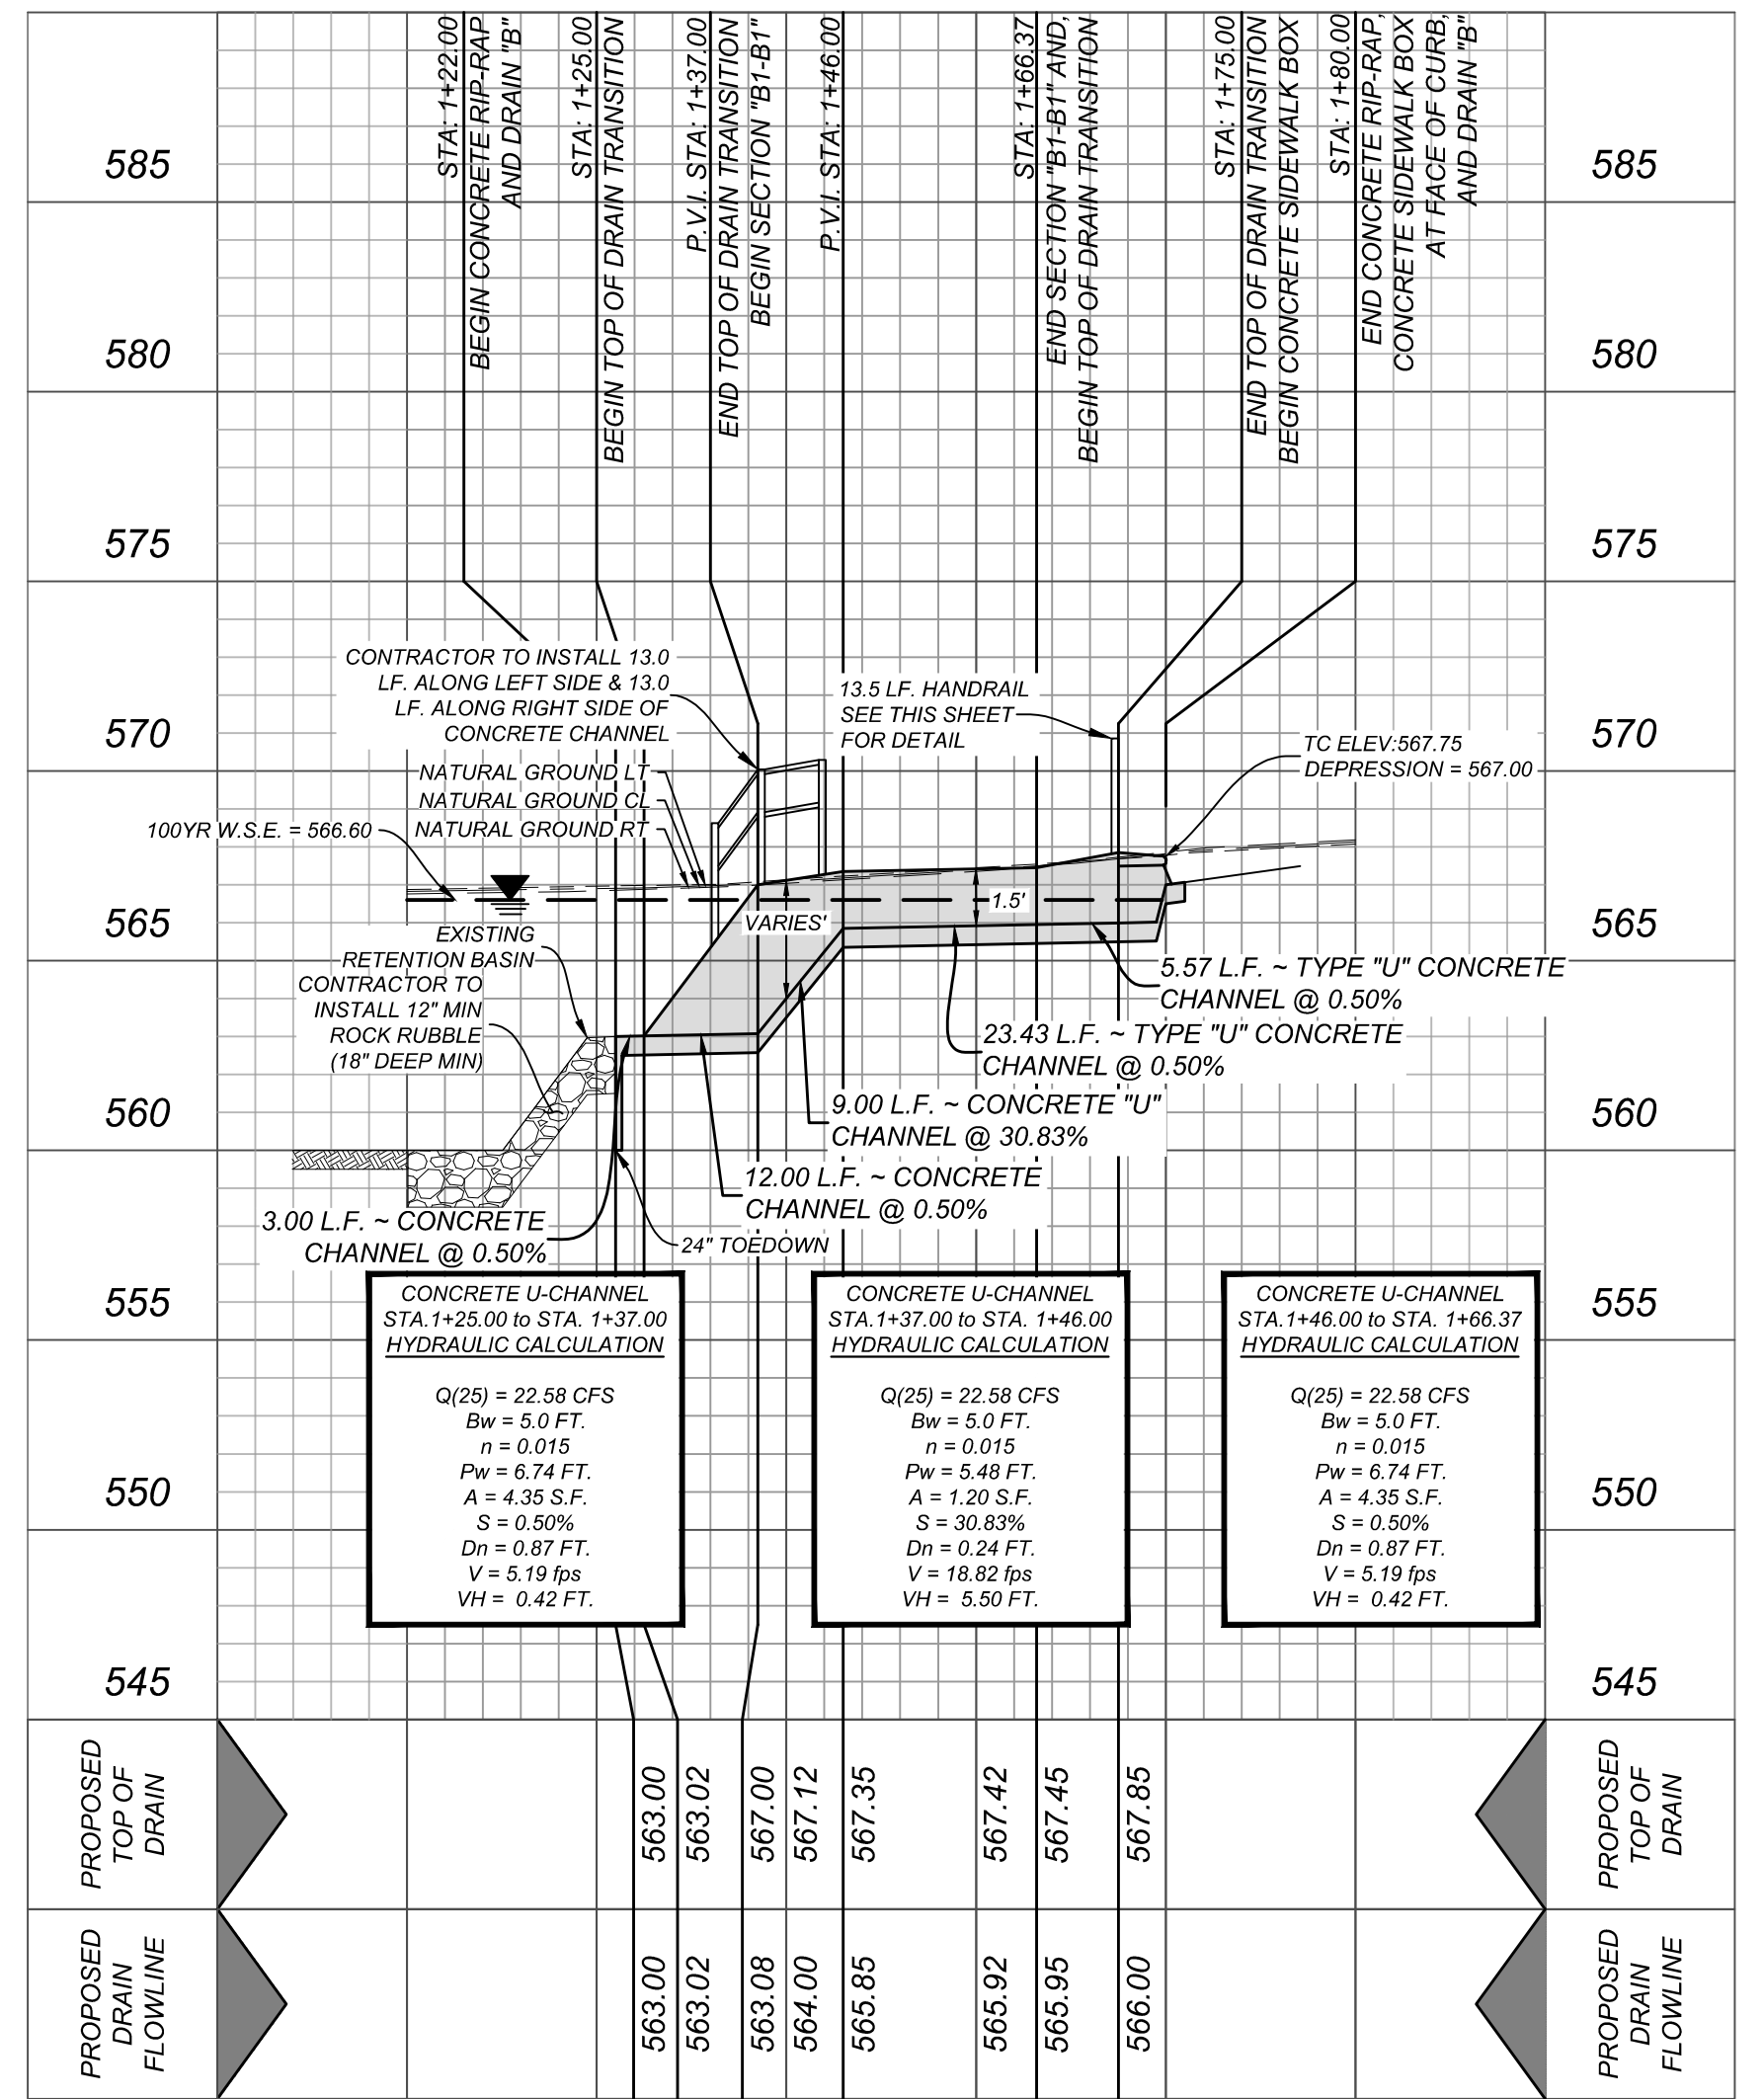 STA: 1+22.00
BEGIN CONCRETE RIP-RAP
AND DRAIN "B"
STA: 1+25.00
BEGIN TOP OF DRAIN TRANSITION
P.V.I. STA: 1+37.00
END TOP OF DRAIN TRANSITION
BEGIN SECTION "B1-B1"
P.V.I. STA: 1+46.00
STA: 1+66.37
END SECTION "B1-B1" AND,
BEGIN TOP OF DRAIN TRANSITION
STA: 1+75.00
END TOP OF DRAIN TRANSITION
BEGIN CONCRETE SIDEWALK BOX
STA: 1+80.00
END CONCRETE RIP-RAP,
CONCRETE SIDEWALK BOX
AT FACE OF CURB,
AND DRAIN "B"
585
585
580
580
575
575
570
570
565
565
560
560
555
555
550
550
545
545
CONTRACTOR TO INSTALL 13.0
LF. ALONG LEFT SIDE & 13.0
LF. ALONG RIGHT SIDE OF
CONCRETE CHANNEL
13.5 LF. HANDRAIL
SEE THIS SHEET
FOR DETAIL
TC ELEV:567.75
DEPRESSION = 567.00
NATURAL GROUND LT
NATURAL GROUND CL
NATURAL GROUND RT
100YR W.S.E. = 566.60
1.5'
VARIES'
EXISTING
RETENTION BASIN
CONTRACTOR TO
INSTALL 12" MIN
ROCK RUBBLE
(18" DEEP MIN)
5.57 L.F. ~ TYPE "U" CONCRETE
CHANNEL @ 0.50%
23.43 L.F. ~ TYPE "U" CONCRETE
CHANNEL @ 0.50%
9.00 L.F. ~ CONCRETE "U"
CHANNEL @ 30.83%
12.00 L.F. ~ CONCRETE
CHANNEL @ 0.50%
3.00 L.F. ~ CONCRETE
CHANNEL @ 0.50%
24" TOEDOWN
CONCRETE U-CHANNEL
STA.1+25.00 to STA. 1+37.00
HYDRAULIC CALCULATION
Q(25) = 22.58 CFS
Bw = 5.0 FT.
n = 0.015
Pw = 6.74 FT.
A = 4.35 S.F.
S = 0.50%
Dn = 0.87 FT.
V = 5.19 fps
VH = 0.42 FT.
CONCRETE U-CHANNEL
STA.1+37.00 to STA. 1+46.00
HYDRAULIC CALCULATION
Q(25) = 22.58 CFS
Bw = 5.0 FT.
n = 0.015
Pw = 5.48 FT.
A = 1.20 S.F.
S = 30.83%
Dn = 0.24 FT.
V = 18.82 fps
VH = 5.50 FT.
CONCRETE U-CHANNEL
STA.1+46.00 to STA. 1+66.37
HYDRAULIC CALCULATION
Q(25) = 22.58 CFS
Bw = 5.0 FT.
n = 0.015
Pw = 6.74 FT.
A = 4.35 S.F.
S = 0.50%
Dn = 0.87 FT.
V = 5.19 fps
VH = 0.42 FT.
PROPOSED
TOP OF
DRAIN
563.00
563.02
567.00
567.12
567.35
567.42
567.45
567.85
PROPOSED
TOP OF
DRAIN
PROPOSED
DRAIN
FLOWLINE
563.00
563.02
563.08
564.00
565.85
565.92
565.95
566.00
PROPOSED
DRAIN
FLOWLINE